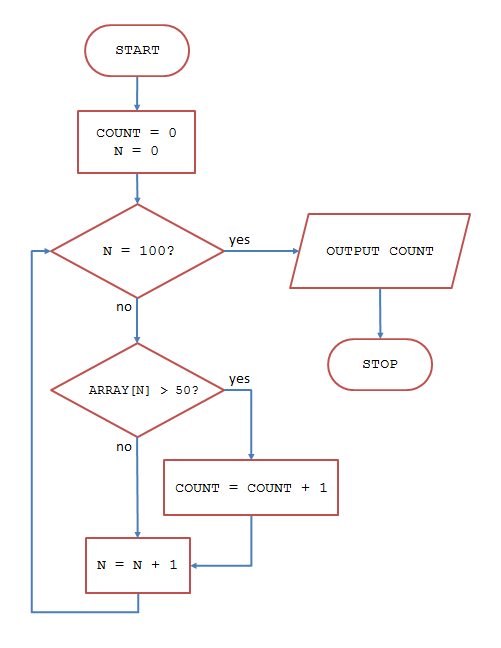 START
COUNT = 0
N = 0
N = 100?
yes
OUTPUT COUNT
no
STOP
ARRAY[N] > 50?
yes
no
COUNT = COUNT + 1
N = N + 1